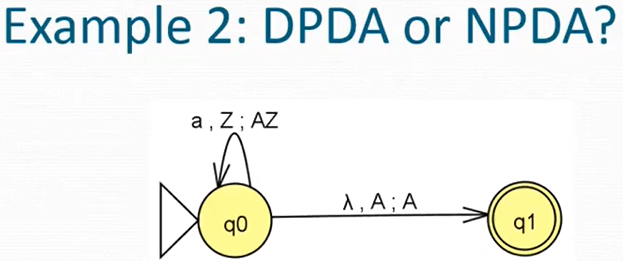 Example 2: DPDA or NPDA?
a , Z ; AZ
λ , A ; A
q0
q1